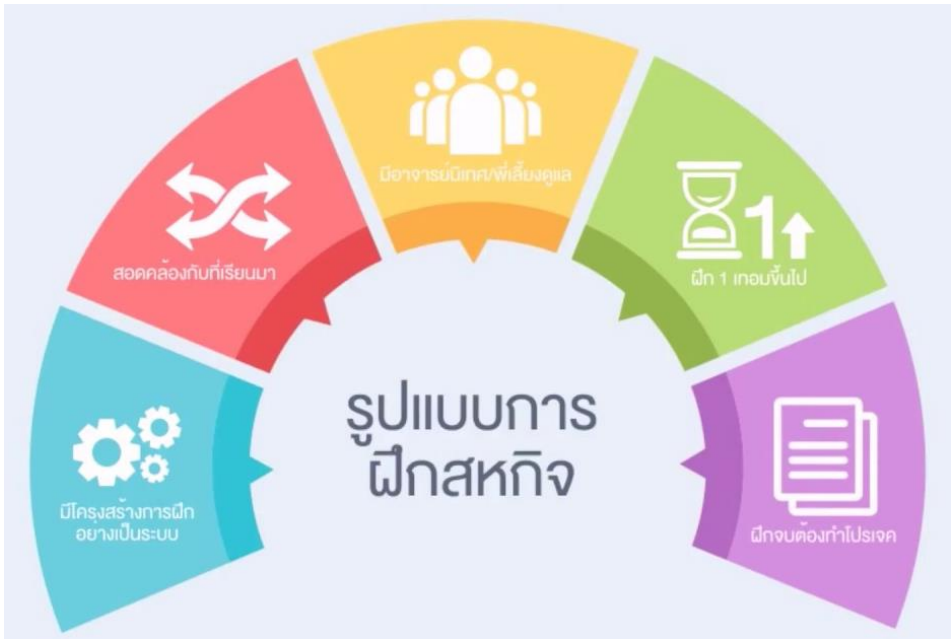 มีอาจารย์นิเทศ/พี่เลี้ยงดูแล
สอดคล้องกับที่เรียนมา
1
ฝึก 1 เทอมขึ้นไป
รูปแบบการ
ฝึกสหกิจ
มีโครงสร้างการฝึก
อย่างเป็นระบบ
ฝึกจบต้องทำโปรเจค